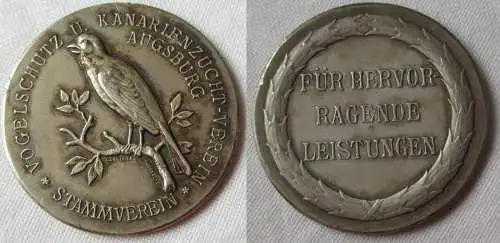 VOGELSCHUTZ U. KANARIENZUCHT-VEREIN
AUGSBURG
* STAMMVEREIN *
FÜR HERVOR-
RAGENDE
LEISTUNGEN